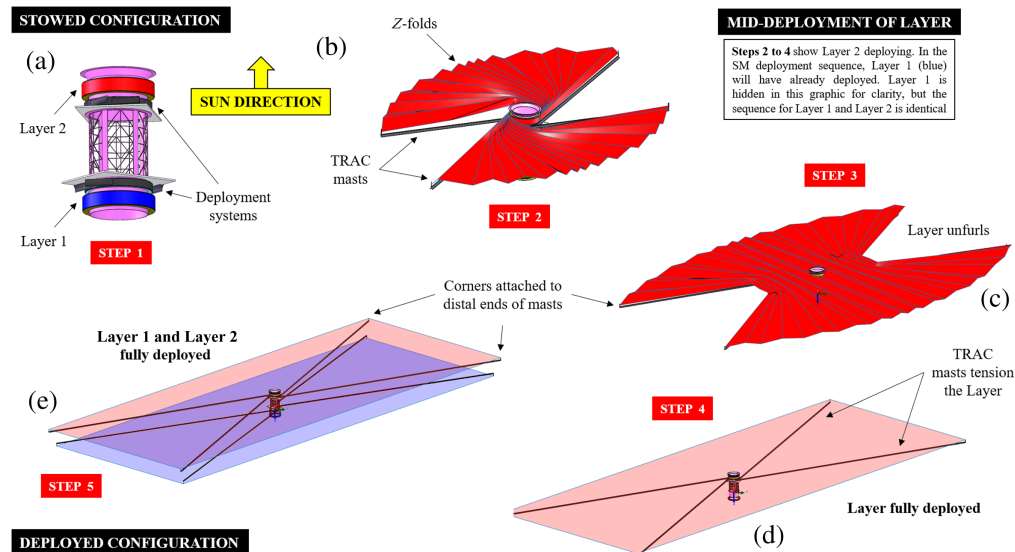 STOWED CONFIGURATION
(a)
Layer 2
SUN DIRECTION
Deployment
systems
Layer 1
STEP 1
(b)
Z-folds
TRAC
masts
STEP 2
MID-DEPLOYMENT OF LAYER
Steps 2 to 4 show Layer 2 deploying. In the
SM deployment sequence, Layer 1 (blue)
will have already deployed. Layer 1 is
hidden in this graphic for clarity, but the
sequence for Layer 1 and Layer 2 is identical
STEP 3
Layer unfurls
(c)
Corners attached to
distal ends of masts
Layer 1 and Layer 2
fully deployed
(e)
STEP 5
TRAC
masts tension
the Layer
STEP 4
Layer fully deployed
(d)
DEPLOYED CONFIGURATION